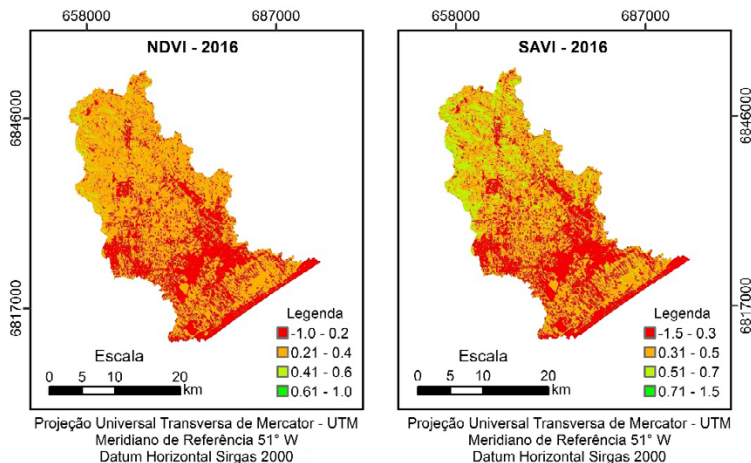 658000 687000
NDVI - 2016
6846000
6817000
Legenda
-1.0 - 0.2
0.21 - 0.4
0.41 - 0.6
0.61 - 1.0
Escala
0 5 10 20
km
Projeção Universal Transversa de Mercator - UTM
Meridiano de Referência 51° W
Datum Horizontal Sirgas 2000
658000 687000
SAVI - 2016
6846000
6817000
Legenda
-1.5 - 0.3
0.31 - 0.5
0.51 - 0.7
0.71 - 1.5
Escala
0 5 10 20
km
Projeção Universal Transversa de Mercator - UTM
Meridiano de Referência 51° W
Datum Horizontal Sirgas 2000